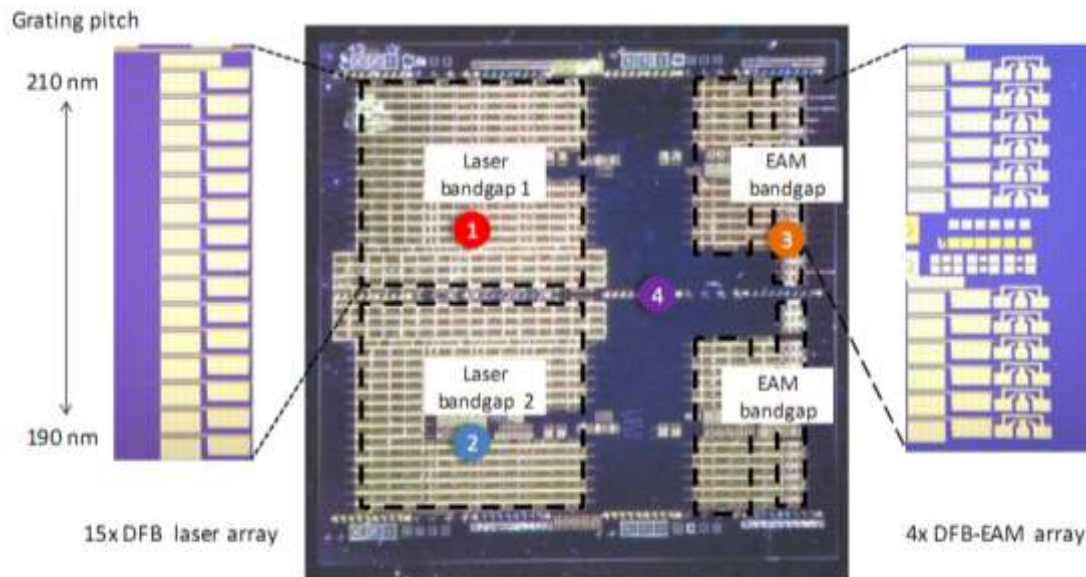 Grating pitch
210 nm
190 nm
15x DFB laser array
Laser
bandgap 1
1
Laser
bandgap 2
2
EAM
bandgap
3
4
EAM
bandgap
4x DFB-EAM array